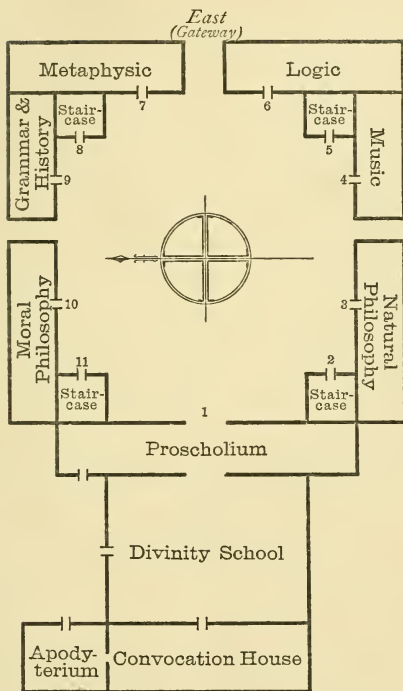 East
(Gateway)
Metaphysic
Logic
7
6
Stair-
case
8
Stair-
case
5
Grammar &
History
9
4
Music
Moral
Philosophy
10
3
Natural
Philosophy
11
Stair-
case
2
Stair-
case
1
Proscholium
Divinity School
Apody-
terium
Convocation House